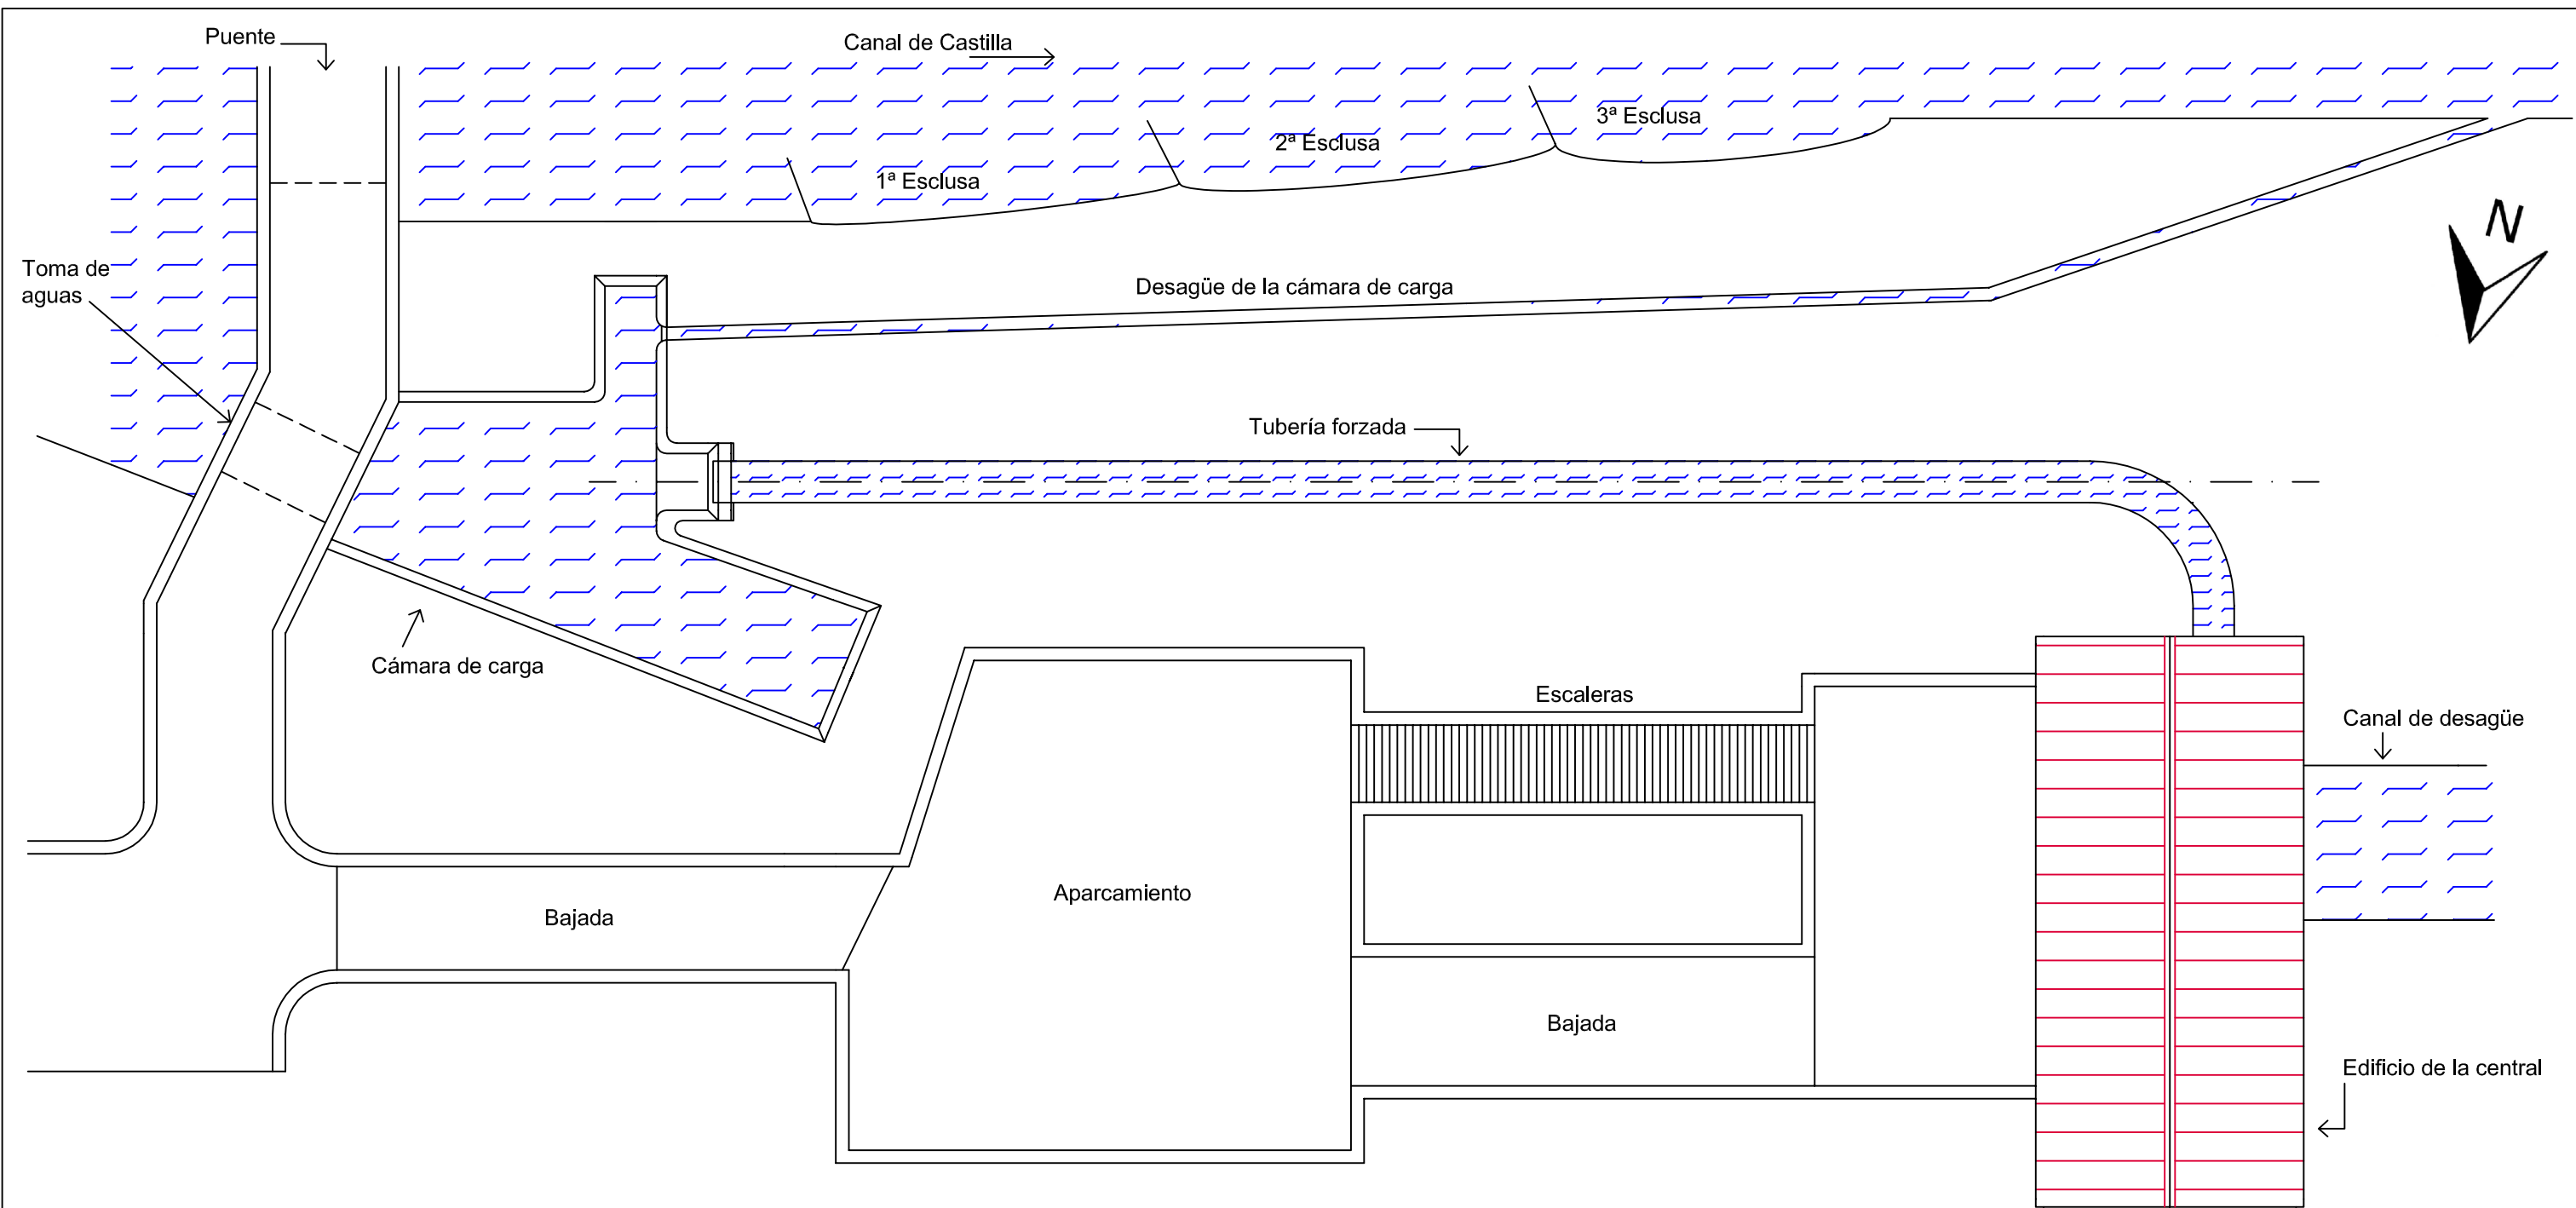 Puente
Canal de Castilla
3ª Esclusa
2ª Esclusa
1ª Esclusa
N
Toma de
aguas
Desagüe de la cámara de carga
Tubería forzada
Cámara de carga
Escaleras
Canal de desagüe
Aparcamiento
Bajada
Bajada
Edificio de la central